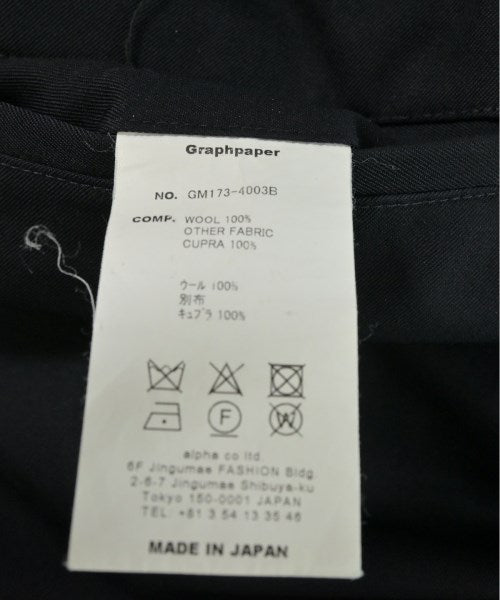 Graphpaper
NO. GM173-4003B
COMP. WOOL 100%
OTHER FABRIC
CUPRA 100%
ウール 100%
別布
キュプラ 100%
F W
alpha co ltd
6F Jingumae FASHION Bldg
2-6-7 Jingumae Shibuya-ku
Tokyo 150-0001 JAPAN
TEL: +81 3 54 13 35 46
MADE IN JAPAN